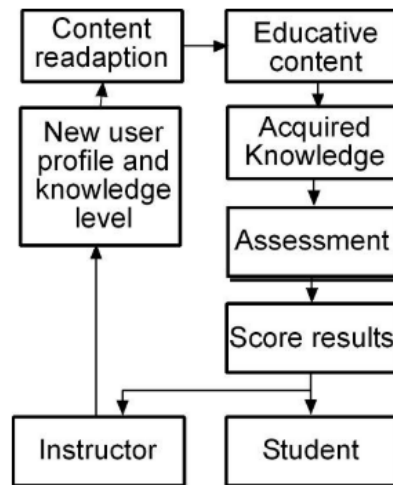 Content
readaption
Educative
content
New user
profile and
knowledge
level
Acquired
Knowledge
Assessment
Score results
Instructor
Student